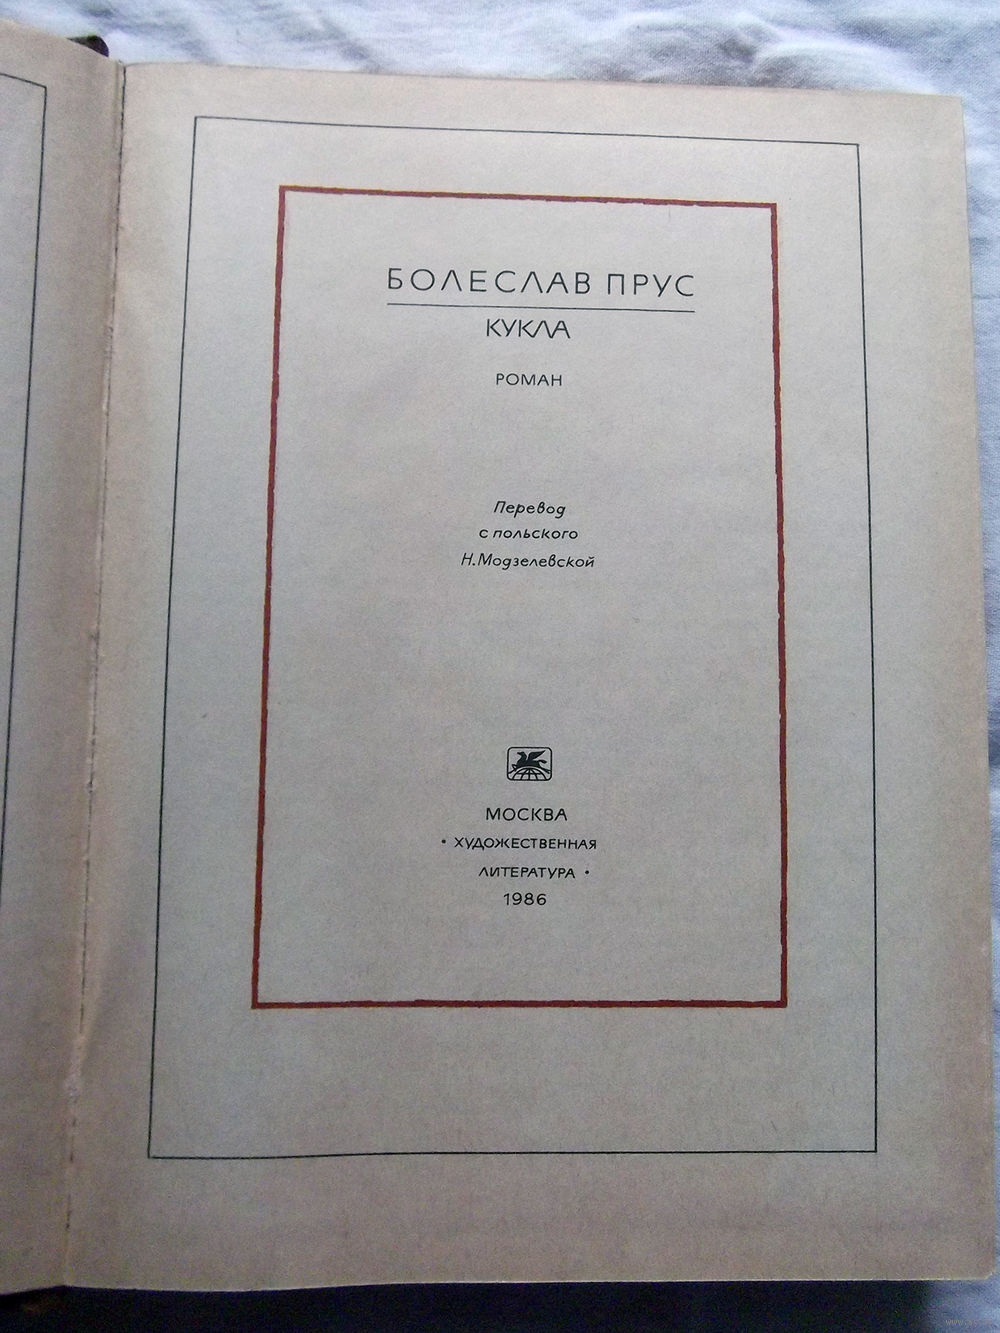 БОЛЕСЛАВ ПРУС
КУКЛА
РОМАН
Перевод
с польского
Н. Модзелевской
МОСКВА
• ХУДОЖЕСТВЕННАЯ
ЛИТЕРАТУРА •
1986